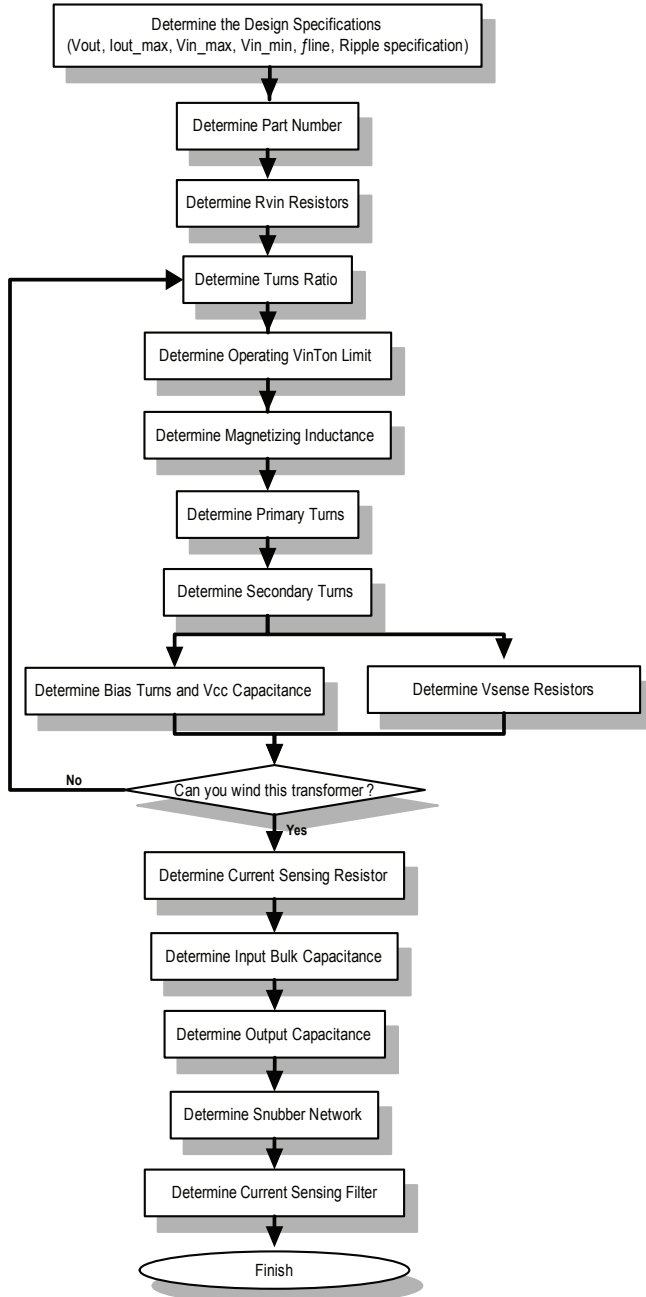 Determine the Design Specifications
(Vout, Iout_max, Vin_max, Vin_min, ƒline, Ripple specification)
Determine Part Number
Determine Rvin Resistors
Determine Turns Ratio
Determine Operating VinTon Limit
Determine Magnetizing Inductance
Determine Primary Turns
Determine Secondary Turns
Determine Bias Turns and Vcc Capacitance
Determine Vsense Resistors
No
Can you wind this transformer ?
Yes
Determine Current Sensing Resistor
Determine Input Bulk Capacitance
Determine Output Capacitance
Determine Snubber Network
Determine Current Sensing Filter
Finish